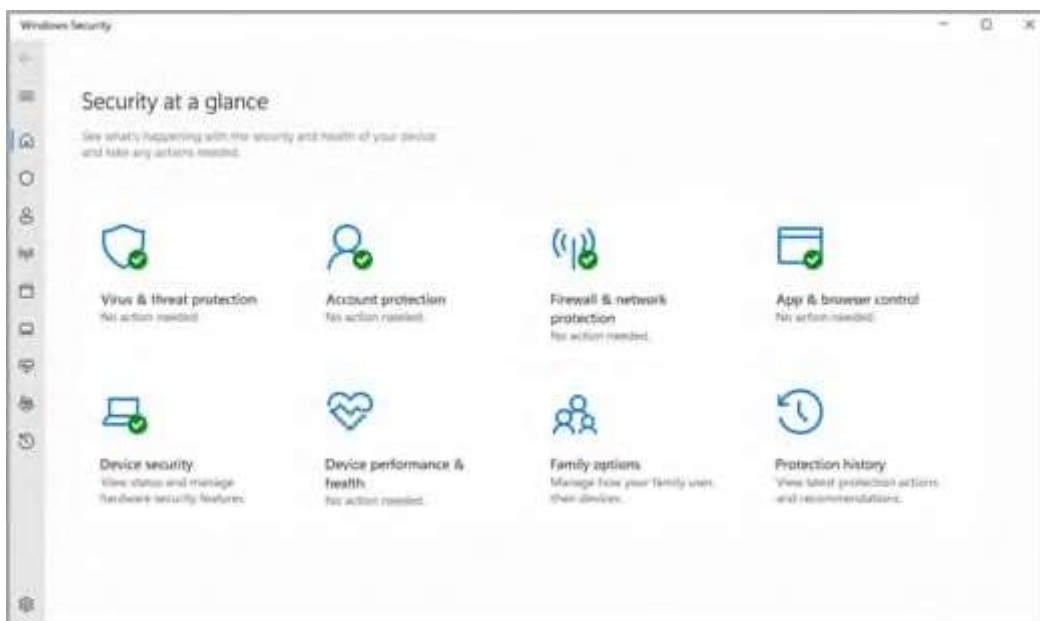 Windows Security
Security at a glance
See what's happening with the security and health of your device
and take any actions needed.
Virus & threat protection
No action needed.
Account protection
No action needed.
Firewall & network
protection
No action needed.
App & browser control
No action needed.
Device security
View status and manage
hardware security features.
Device performance &
health
No action needed.
Family options
Manage how your family uses
their devices.
Protection history
View latest protection actions
and recommendations.